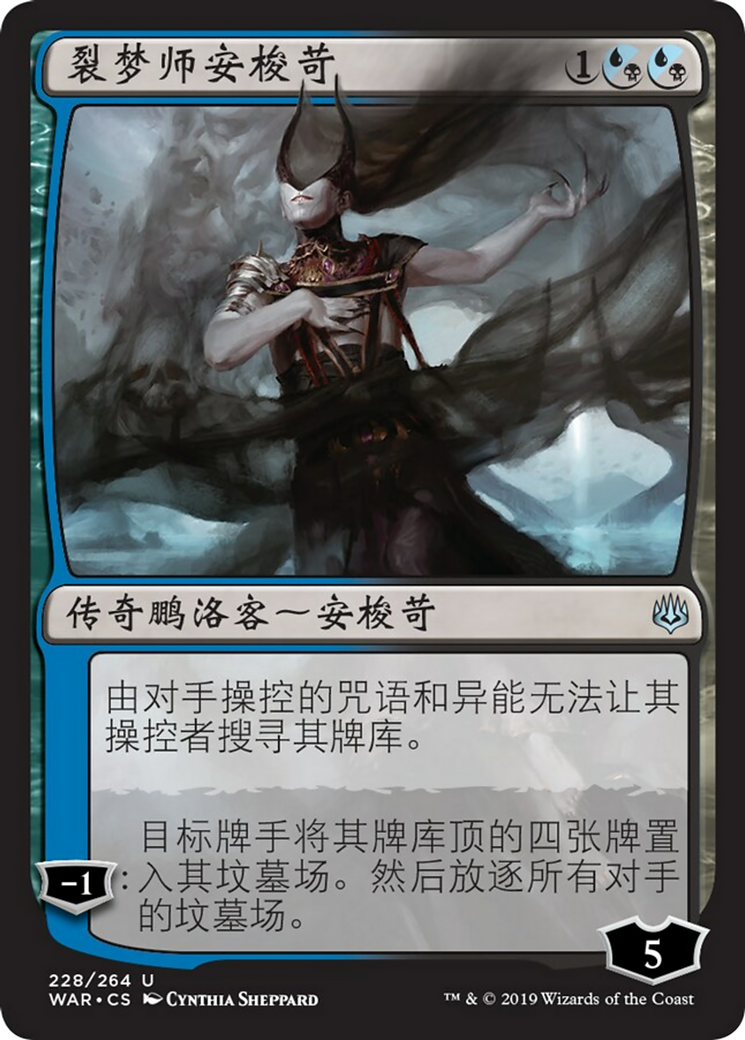 裂梦师安梭苛
1
传奇鹏洛客～安梭苛
由对手操控的咒语和异能无法让其
操控者搜寻其牌库。
目标牌手将其牌库顶的四张牌置
-1:入其坟墓场。然后放逐所有对手
的坟墓场。
5
228/264 U
WAR • CS Cynthia Sheppard
™ & © 2019 Wizards of the Coast